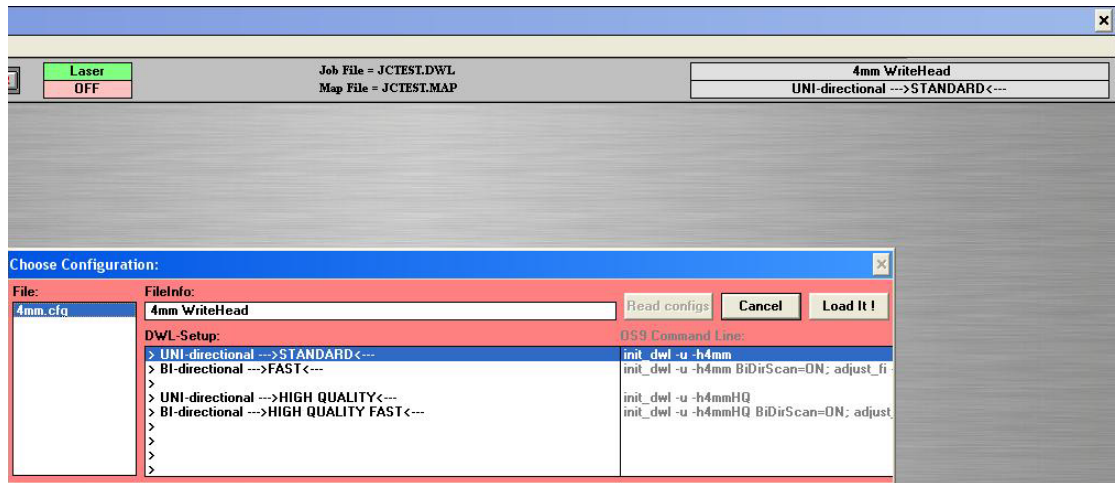 Laser
OFF
Job File = JCTEST.DWL
Map File = JCTEST.MAP
4mm WriteHead
UNI-directional --->STANDARD<---
Choose Configuration:
File:
4mm.cfg
FileInfo:
4mm WriteHead
Read configs
Cancel
Load It !
DWL-Setup:
OS9 Command Line:
> UNI-directional --->STANDARD<--- init_dwl -u -h4mm
> BI-directional --->FAST<--- init_dwl -u -h4mm BiDirScan=ON; adjust_fi -
>
> UNI-directional --->HIGH QUALITY<--- init_dwl -u -h4mmHQ
> BI-directional --->HIGH QUALITY FAST<--- init_dwl -u -h4mmHQ BiDirScan=ON; adjust_
>
>
>